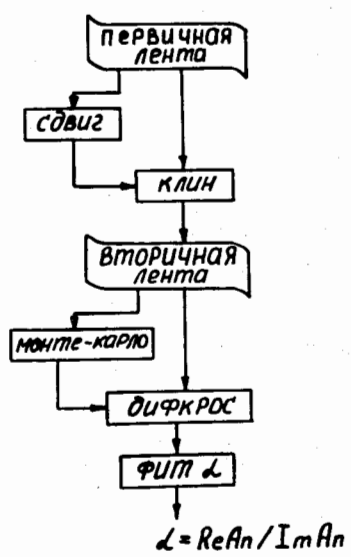 ПЕРВИЧНАЯ
ЛЕНТА
СДВИГ
КЛИН
ВТОРИЧНАЯ
ЛЕНТА
МОНТЕ-КАРЛО
ДИФКРОС
ФИТ α
α = ReAn/ImAn